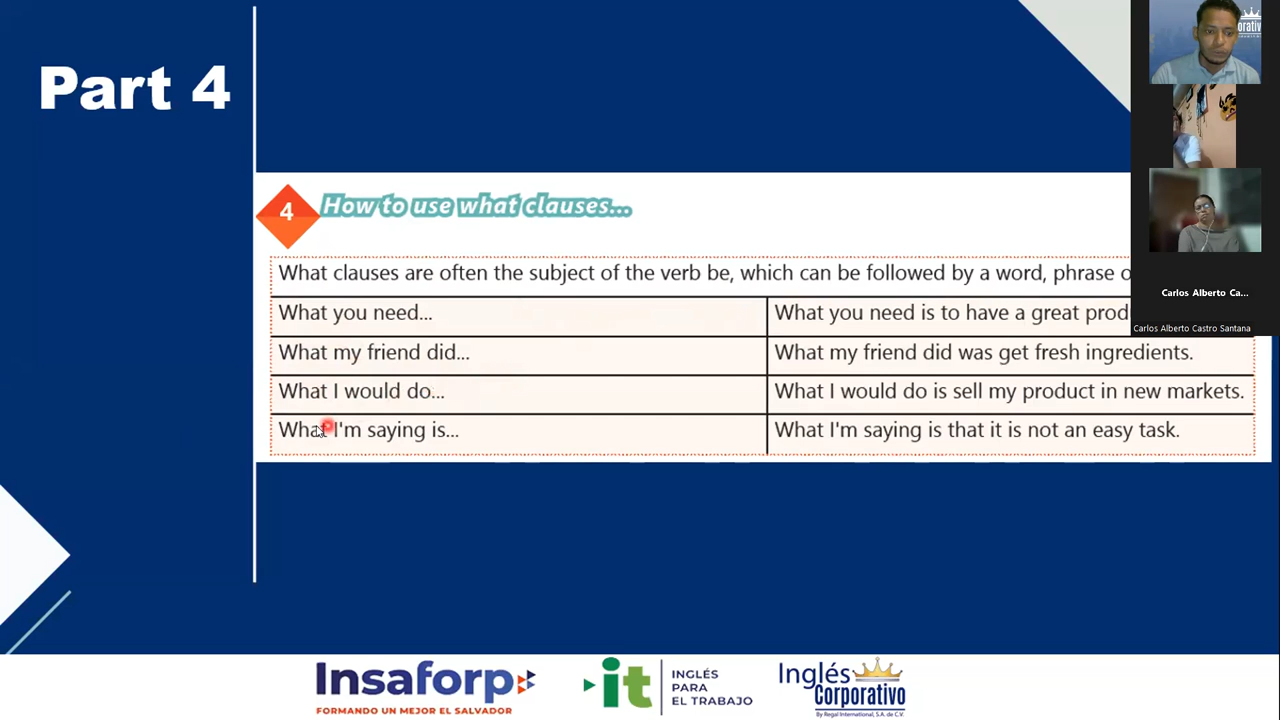 Part 4
4
How to use what clauses...
What clauses are often the subject of the verb be, which can be followed by a word, phrase
What you need...
What you need is to have a great
What my friend did...
What my friend did was get fresh ingredients.
What I would do...
What I would do is sell my product in new markets.
What I'm saying is...
What I'm saying is that it is not an easy task.
Carlos Alberto Ca...
Carlos Alberto Castro Santana
Insaforp
FORMANDO UN MEJOR EL SALVADOR
it
INGLÉS
PARA
EL TRABAJO
Inglés
Corporativo
By Regal International, S.A. de C.V.